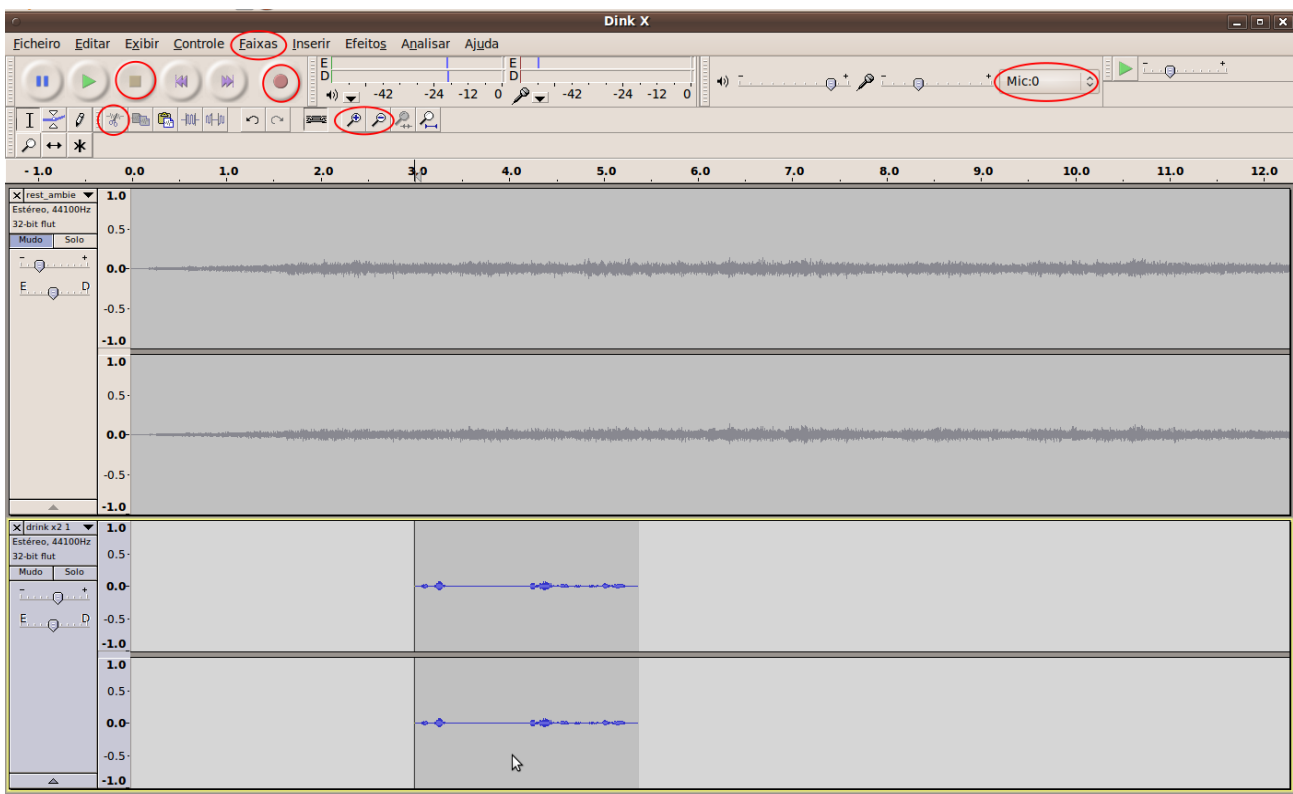 Dink X
Ficheiro Editar Exibir Controle Faixas Inserir Efeitos Analisar Ajuda
E E
D D
-42 -24 -12 0 -42 -24 -12 0
- + - + Mic:0 - +
- 1.0 0.0 1.0 2.0 3.0 4.0 5.0 6.0 7.0 8.0 9.0 10.0 11.0 12.0
X rest_ambie 1.0
Estéreo, 44100Hz
32-bit flut 0.5-
Mudo Solo
- +
0.0-
E D
-0.5-
-1.0
1.0
0.5-
0.0-
-0.5-
-1.0
X drink x2 1 1.0
Estéreo, 44100Hz
32-bit flut 0.5-
Mudo Solo
0.0-
- +
E D -0.5-
-1.0
1.0
0.5-
0.0-
-0.5-
-1.0